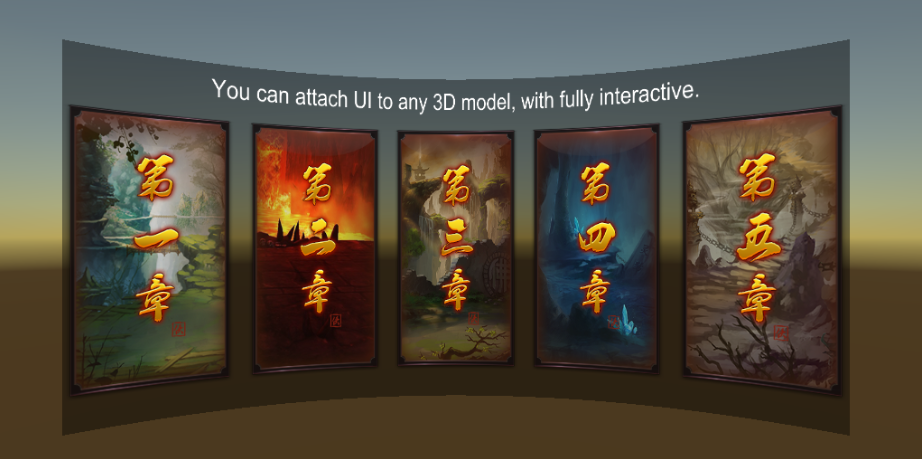 You can attach UI to any 3D model, with fully interactive.
第一章
第二章
第三章
第四章
第五章